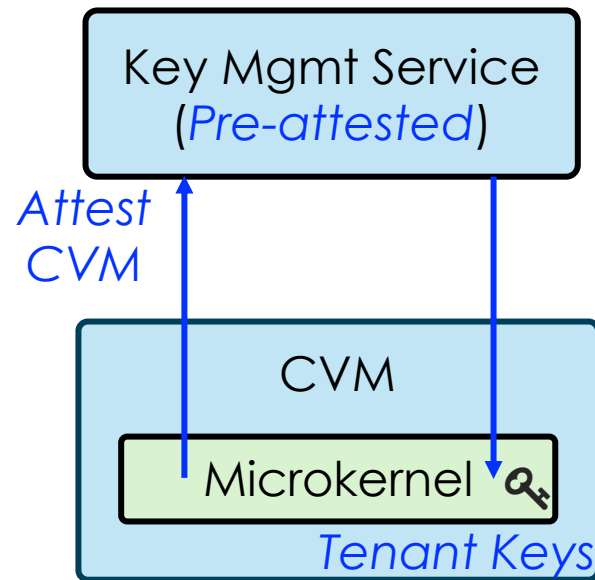 Key Mgmt Service
(Pre-attested)
Attest
CVM
CVM
Microkernel
Tenant Keys